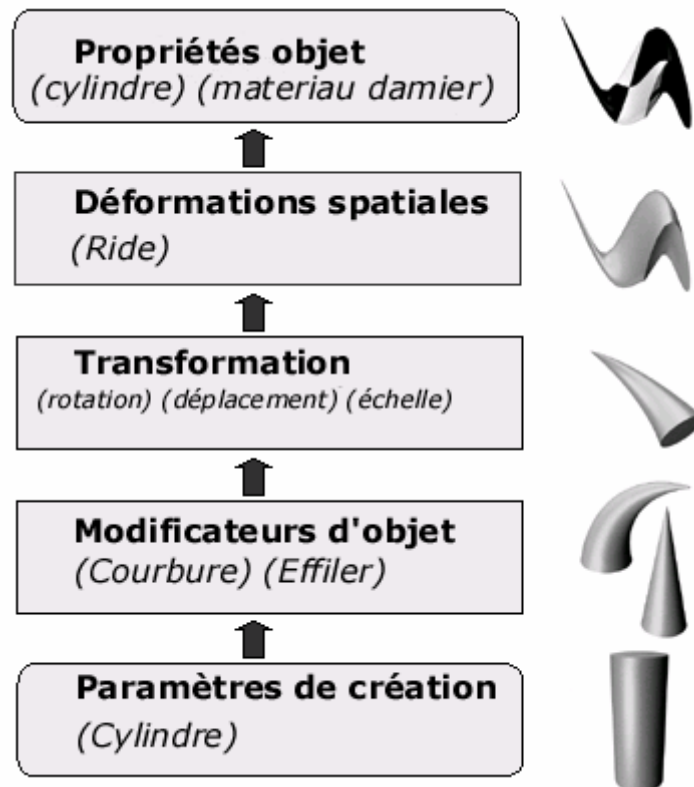 Propriétés objet
(cylindre) (materiau damier)
Déformations spatiales
(Ride)
Transformation
(rotation) (déplacement) (échelle)
Modificateurs d'objet
(Courbure) (Effiler)
Paramètres de création
(Cylindre)